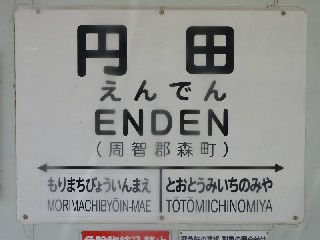 円田
えんでん
ENDEN
(周智郡森町)
もりまちびょういんまえ とおとうみいちのみや
MORIMACHIBYŌIN-MAE TŌTŌMIICHINOMIYA